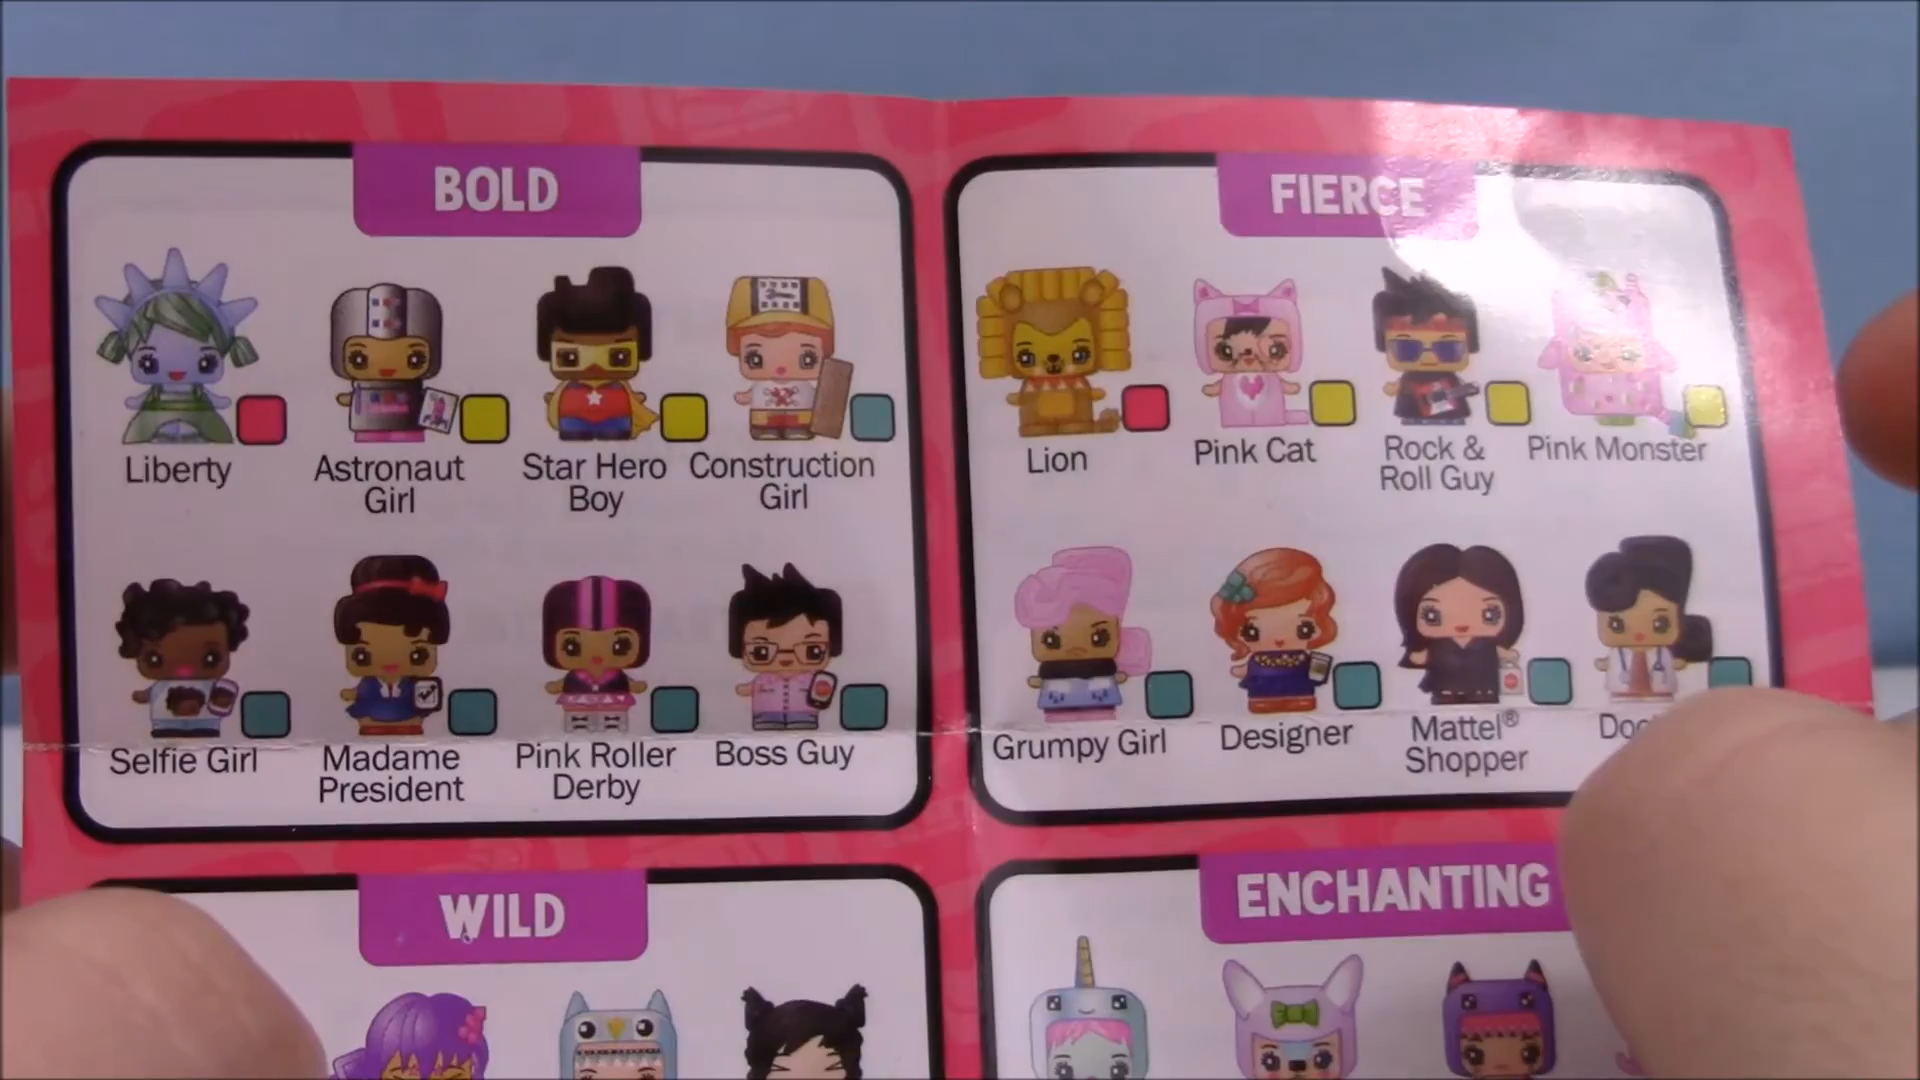 BOLD
Liberty
Astronaut
Girl
Star Hero
Boy
Construction
Girl
Selfie Girl
Madame
President
Pink Roller
Derby
Boss Guy
FIERCE
Lion
Pink Cat
Rock &
Roll Guy
Pink Monster
Grumpy Girl
Designer
Mattel®
Shopper
WILD
ENCHANTING